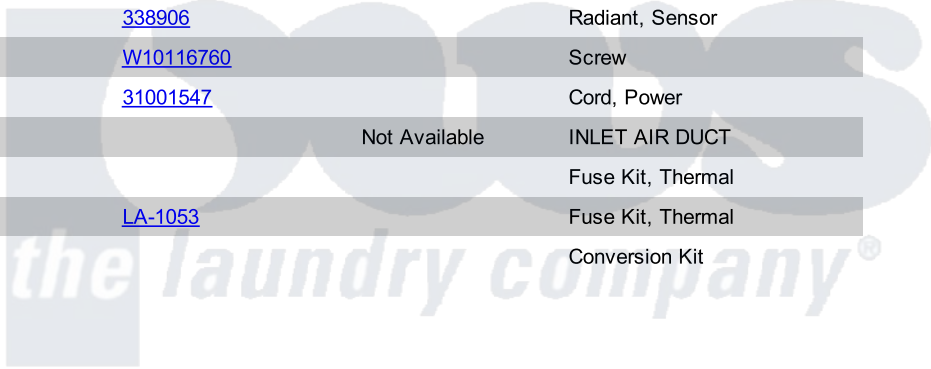 338906 Radiant, Sensor
W10116760 Screw
31001547 Cord, Power
Not Available INLET AIR DUCT
Fuse Kit, Thermal
LA-1053 Fuse Kit, Thermal
Conversion Kit
pws
the laundry company®